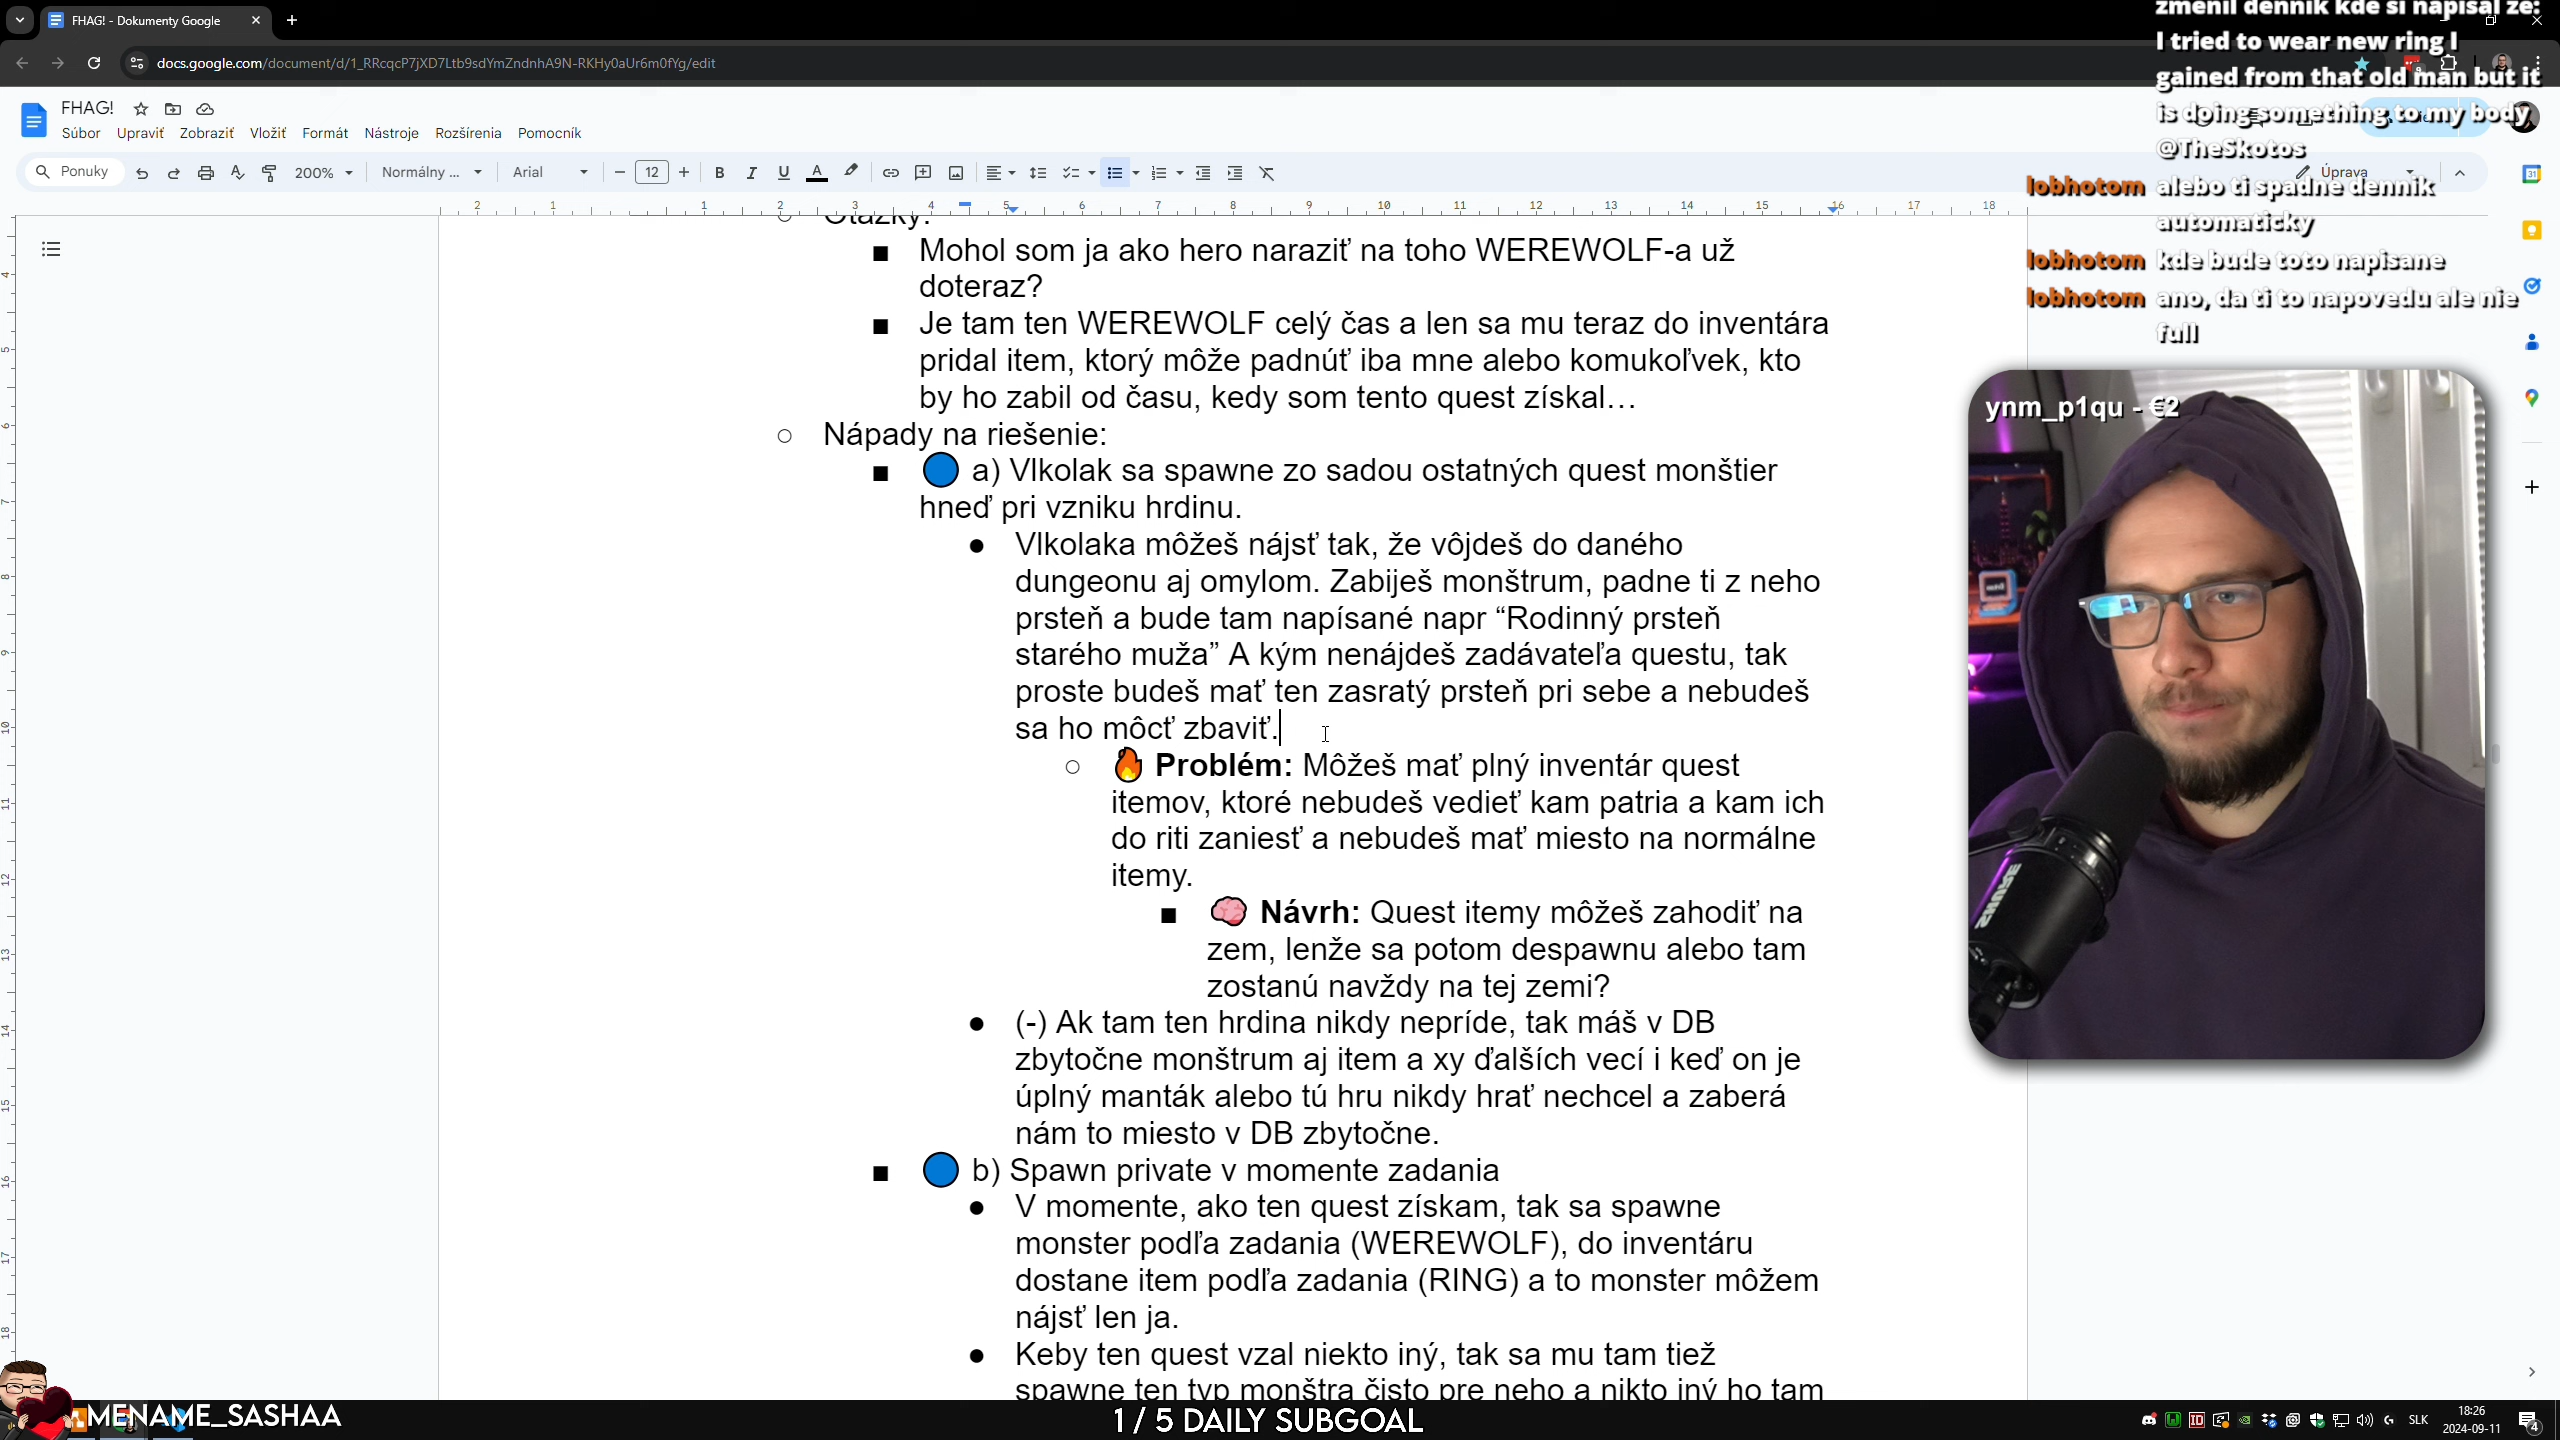 FHAG! - Dokumenty Google
docs.google.com/document/d/1_RRcqcP7jXD7Ltb9sdYmZndnhA9N-RKHy0aUr6m0fYg/edit
FHAG!
Súbor Upraviť Zobraziť Vložiť Formát Nástroje Rozšírenia Pomocník
Ponuky 200% Normálny ... Arial 12 Úprava
zmenil dennik kde si napisal ze:
I tried to wear new ring I
gained from that old man but it
is doing something to my body
@TheSkotos
lobhotom alebo ti spadne dennik
automaticky
lobhotom kde bude toto napisane
lobhotom ano, da ti to napovedu ale nie
full
ynm_p1qu - €2
Otázky:
Mohol som ja ako hero naraziť na toho WEREWOLF-a už
doteraz?
Je tam ten WEREWOLF celý čas a len sa mu teraz do inventára
pridal item, ktorý môže padnúť iba mne alebo komukoľvek, kto
by ho zabil od času, kedy som tento quest získal…
Nápady na riešenie:
a) Vlkolak sa spawne zo sadou ostatných quest monštier
hneď pri vzniku hrdinu.
Vlkolaka môžeš nájsť tak, že vôjdeš do daného
dungeonu aj omylom. Zabiješ monštrum, padne ti z neho
prsteň a bude tam napísané napr “Rodinný prsteň
starého muža” A kým nenájdeš zadávateľa questu, tak
proste budeš mať ten zasratý prsteň pri sebe a nebudeš
sa ho môcť zbaviť.
Problém: Môžeš mať plný inventár quest
itemov, ktoré nebudeš vedieť kam patria a kam ich
do riti zaniesť a nebudeš mať miesto na normálne
itemy.
Návrh: Quest itemy môžeš zahodiť na
zem, lenže sa potom despawnu alebo tam
zostanú navždy na tej zemi?
(-) Ak tam ten hrdina nikdy nepríde, tak máš v DB
zbytočne monštrum aj item a xy ďalších vecí i keď on je
úplný manták alebo tú hru nikdy hrať nechcel a zaberá
nám to miesto v DB zbytočne.
b) Spawn private v momente zadania
V momente, ako ten quest získam, tak sa spawne
monster podľa zadania (WEREWOLF), do inventáru
dostane item podľa zadania (RING) a to monster môžem
nájsť len ja.
Keby ten quest vzal niekto iný, tak sa mu tam tiež
spawne ten typ monštra čisto pre neho a nikto iný ho tam
MENAME_SASHAA
1 / 5 DAILY SUBGOAL
SLK
18:26
2024-09-11